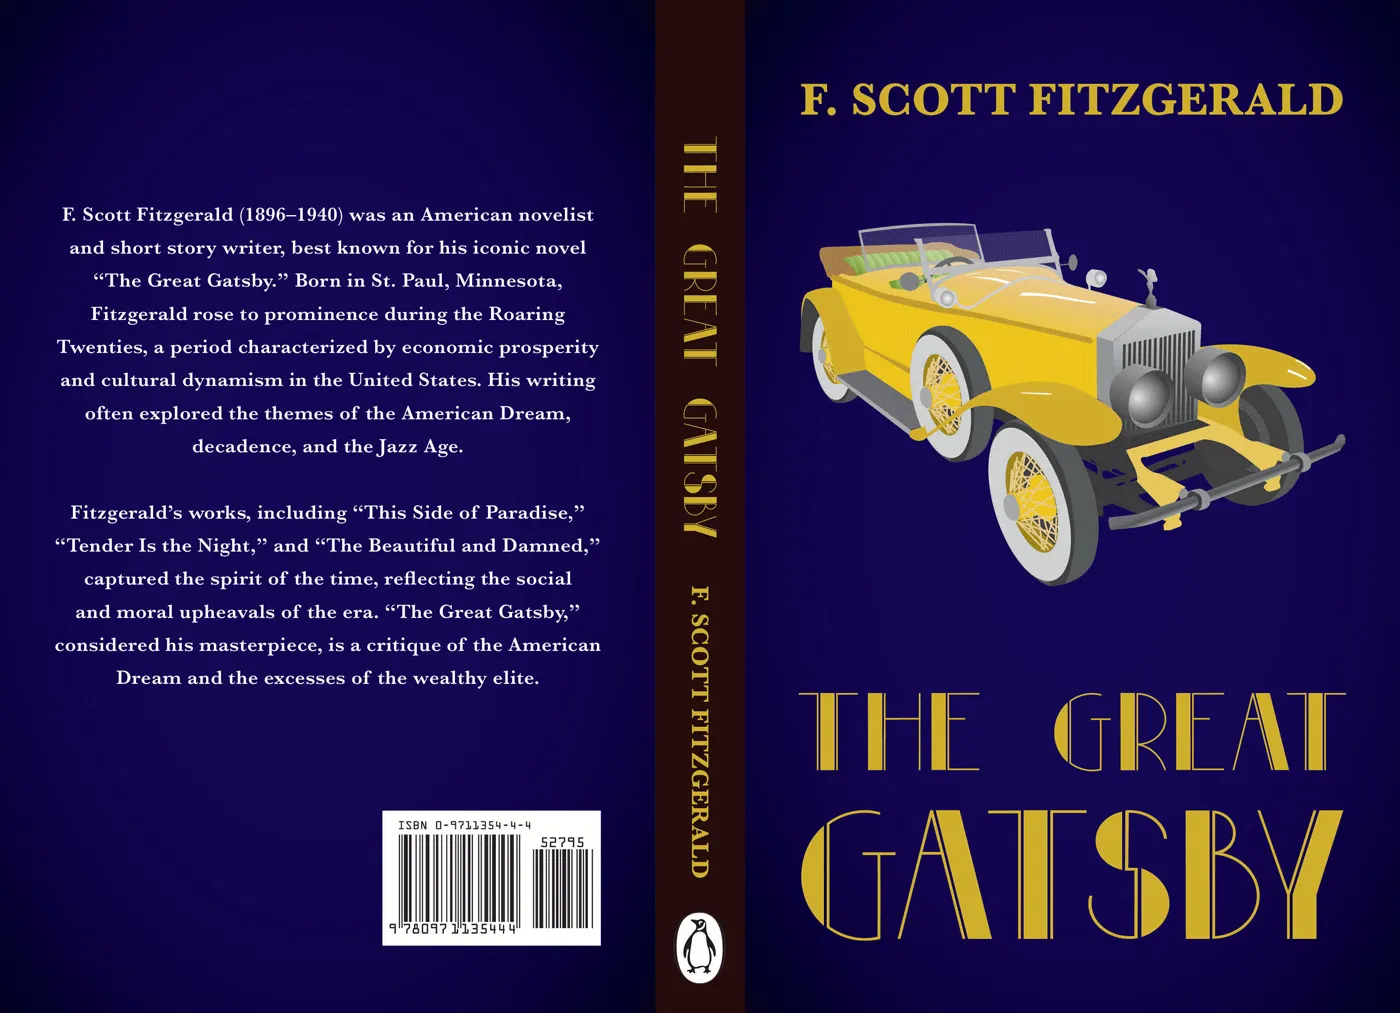 F. Scott Fitzgerald (1896–1940) was an American novelist
and short story writer, best known for his iconic novel
“The Great Gatsby.” Born in St. Paul, Minnesota,
Fitzgerald rose to prominence during the Roaring
Twenties, a period characterized by economic prosperity
and cultural dynamism in the United States. His writing
often explored the themes of the American Dream,
decadence, and the Jazz Age.
Fitzgerald’s works, including “This Side of Paradise,”
“Tender Is the Night,” and “The Beautiful and Damned,”
captured the spirit of the time, reflecting the social
and moral upheavals of the era. “The Great Gatsby,”
considered his masterpiece, is a critique of the American
Dream and the excesses of the wealthy elite.
ISBN 0-9711354-4-4
52795
9 780971 135444
THE GREAT GATSBY F. SCOTT FITZGERALD
F. SCOTT FITZGERALD
THE GREAT
GATSBY